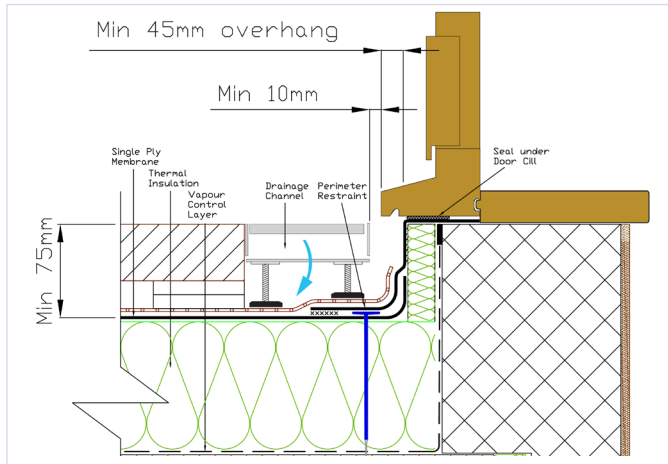 Min 45mm overhang
Min 10mm
Single Ply
Membrane
Thermal
Insulation
Vapour
Control
Layer
Drainage
Channel
Perimeter
Restraint
Seal under
Door Cill
Min 75mm